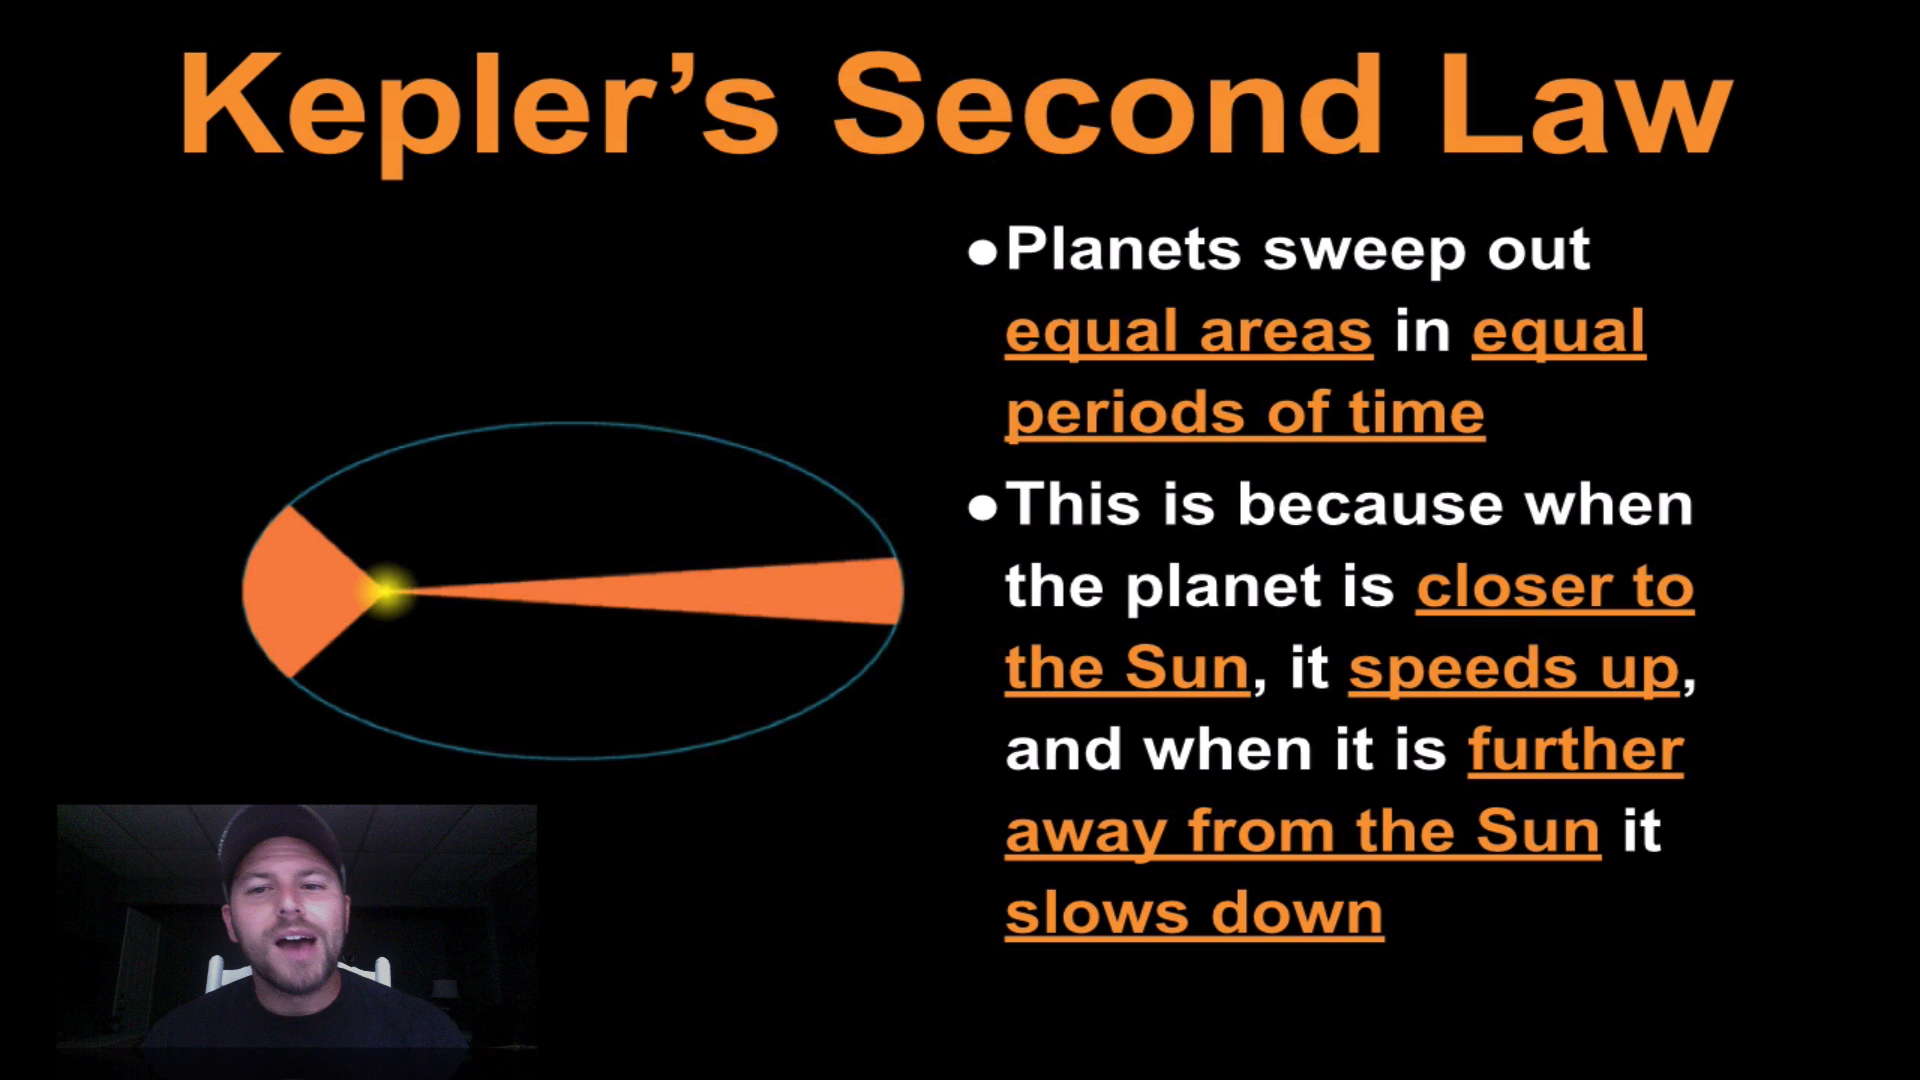 Kepler’s Second Law
●Planets sweep out
equal areas in equal
periods of time
●This is because when
the planet is closer to
the Sun, it speeds up,
and when it is further
away from the Sun it
slows down